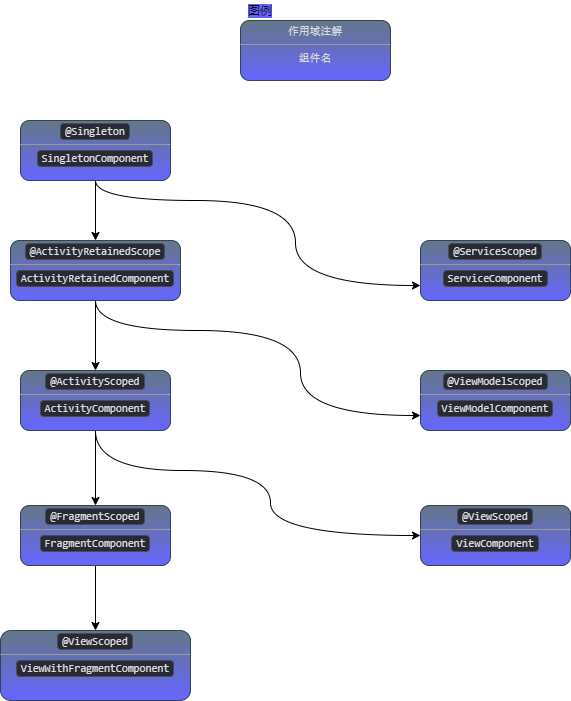 图例
作用域注解
组件名
@Singleton
SingletonComponent
@ActivityRetainedScope
ActivityRetainedComponent
@ServiceScoped
ServiceComponent
@ActivityScoped
ActivityComponent
@ViewModelScoped
ViewModelComponent
@FragmentScoped
FragmentComponent
@ViewScoped
ViewComponent
@ViewScoped
ViewWithFragmentComponent